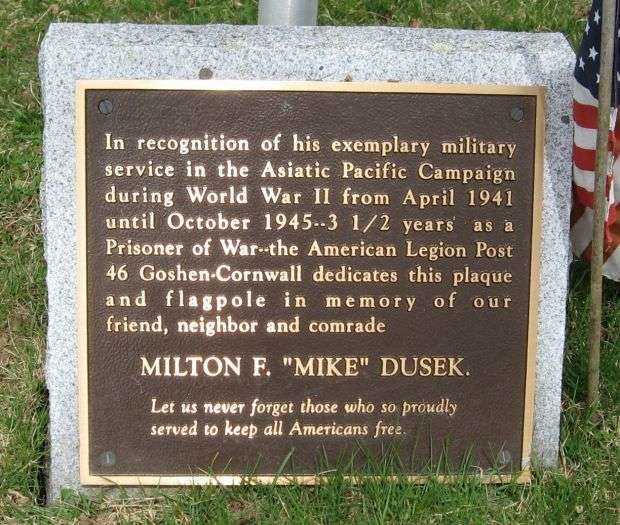 In recognition of his exemplary military
service in the Asiatic Pacific Campaign
during World War II from April 1941
until October 1945--3 1/2 years as a
Prisoner of War--the American Legion Post
46 Goshen-Cornwall dedicates this plaque
and flagpole in memory of our
friend, neighbor and comrade
MILTON F. "MIKE" DUSEK.
Let us never forget those who so proudly
served to keep all Americans free.